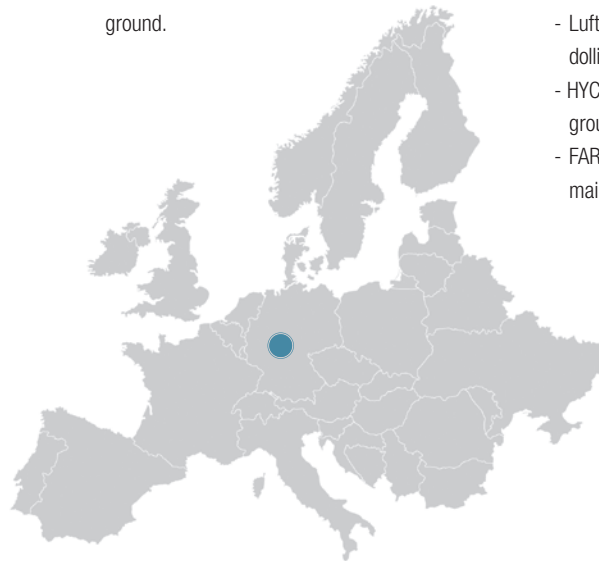 ground.
- Luft
dolli
- HYC
grou
- FAR
mai